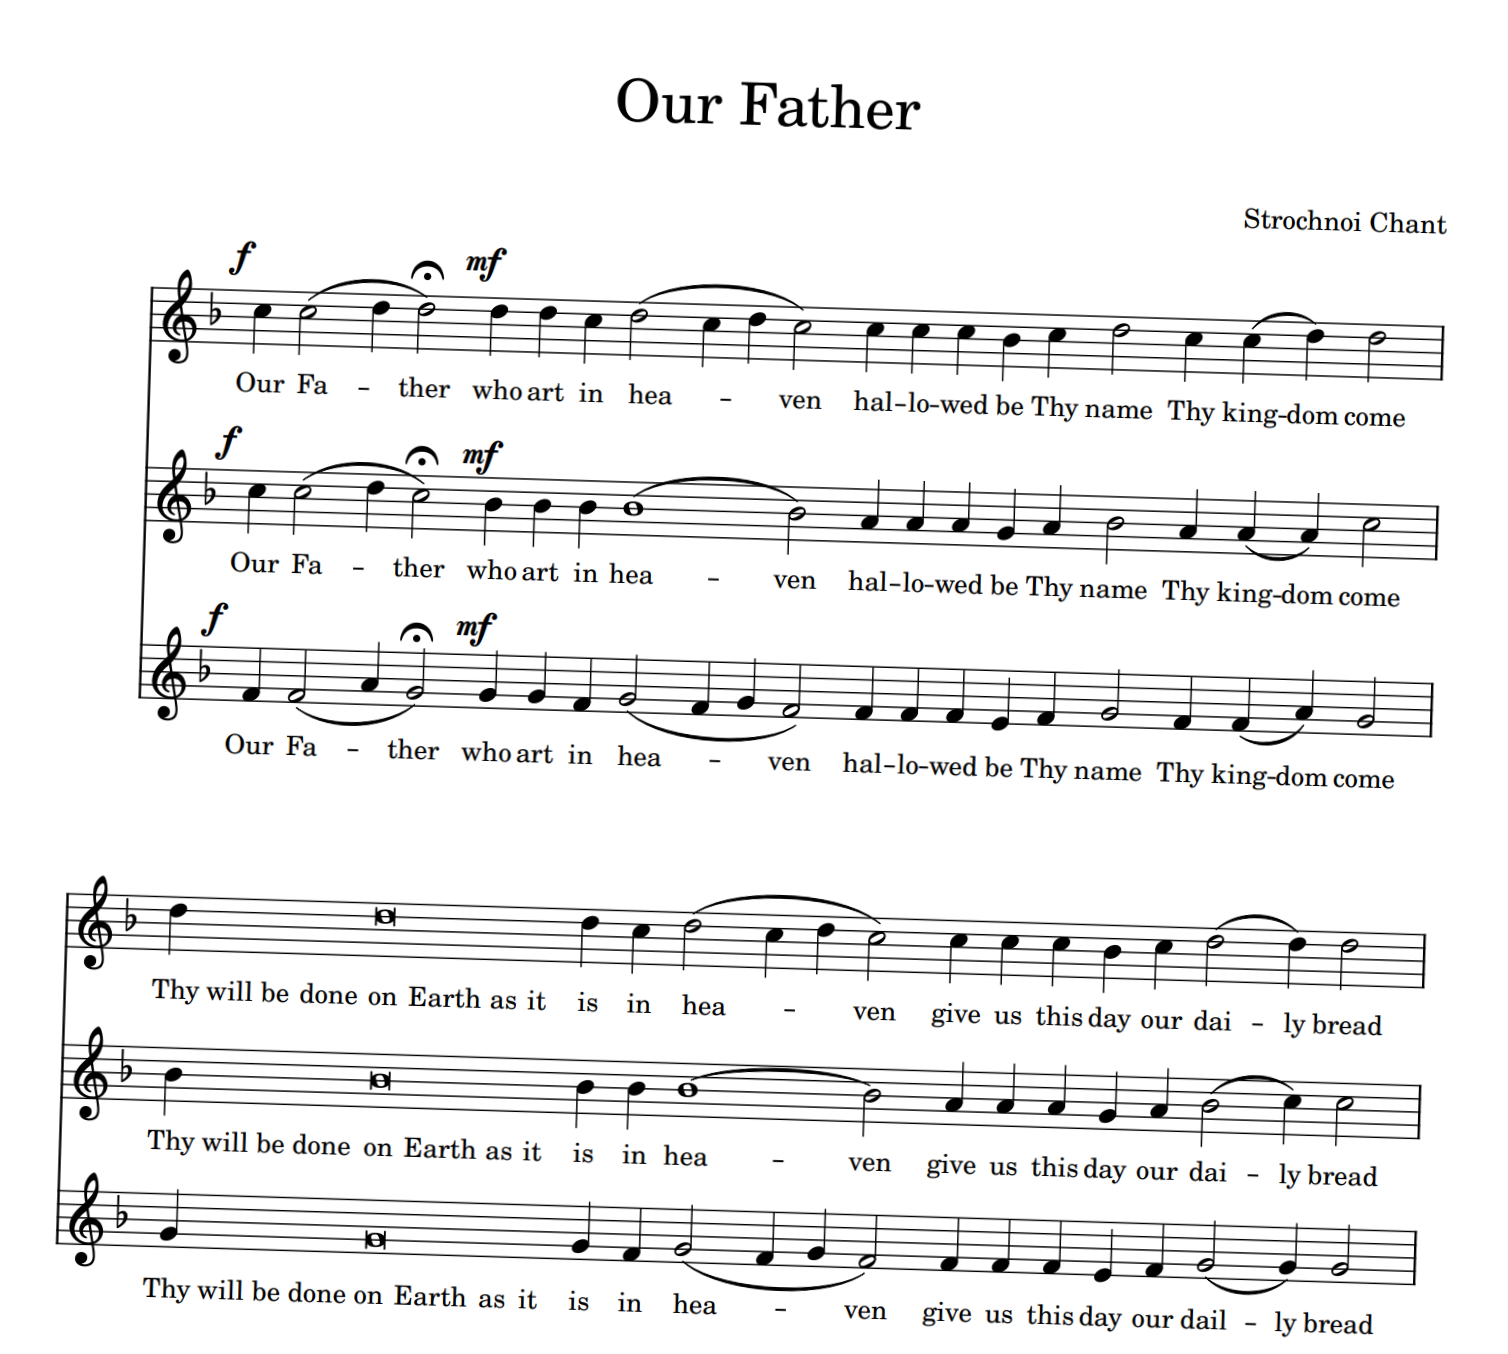 Our Father
Strochnoi Chant
f mf
Our Fa - ther who art in hea - ven hal-lo-wed be Thy name Thy king-dom come
f mf
Our Fa - ther who art in hea - ven hal-lo-wed be Thy name Thy king-dom come
f mf
Our Fa - ther who art in hea - ven hal-lo-wed be Thy name Thy king-dom come
Thy will be done on Earth as it is in hea - ven give us this day our dai - ly bread
Thy will be done on Earth as it is in hea - ven give us this day our dai - ly bread
Thy will be done on Earth as it is in hea - ven give us this day our dail - ly bread